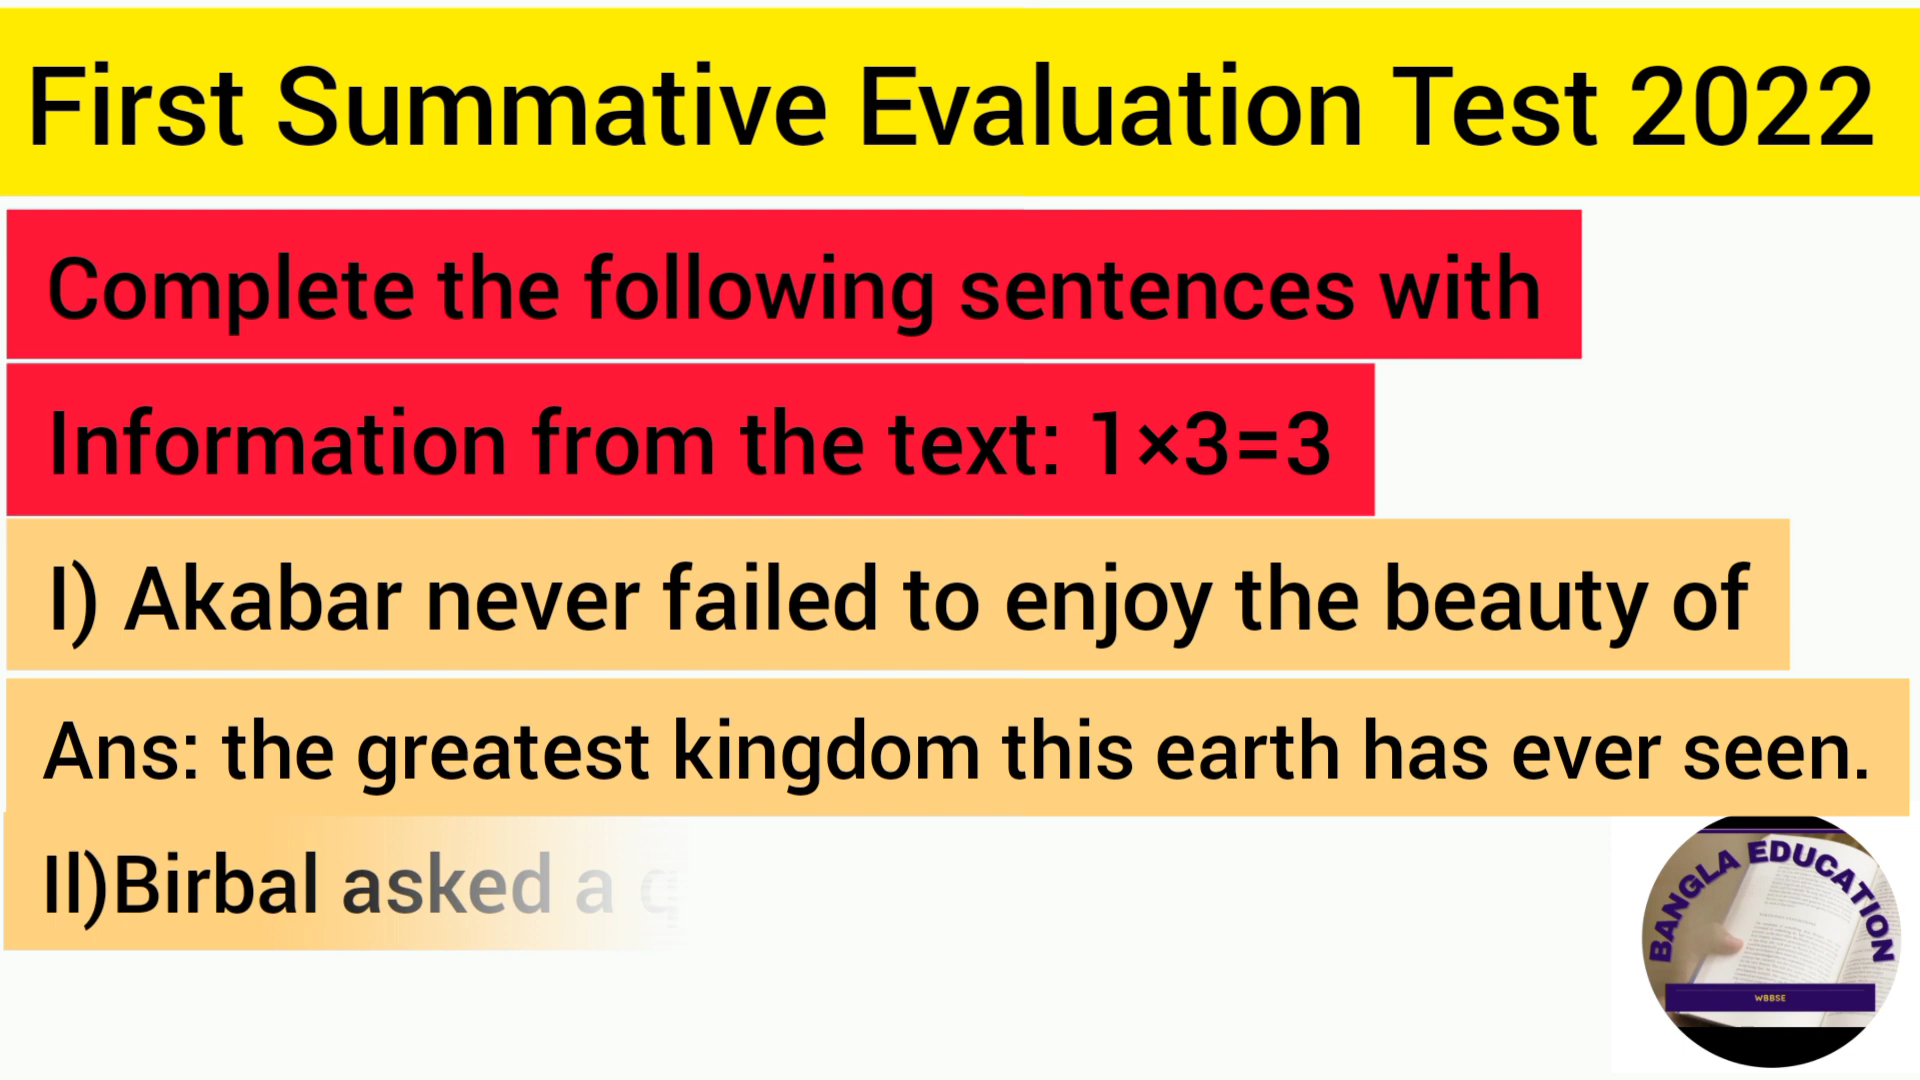 First Summative Evaluation Test 2022
Complete the following sentences with
Information from the text: 1×3=3
I) Akabar never failed to enjoy the beauty of
Ans: the greatest kingdom this earth has ever seen.
II)Birbal asked a
BANGLA EDUCATION
WBBSE